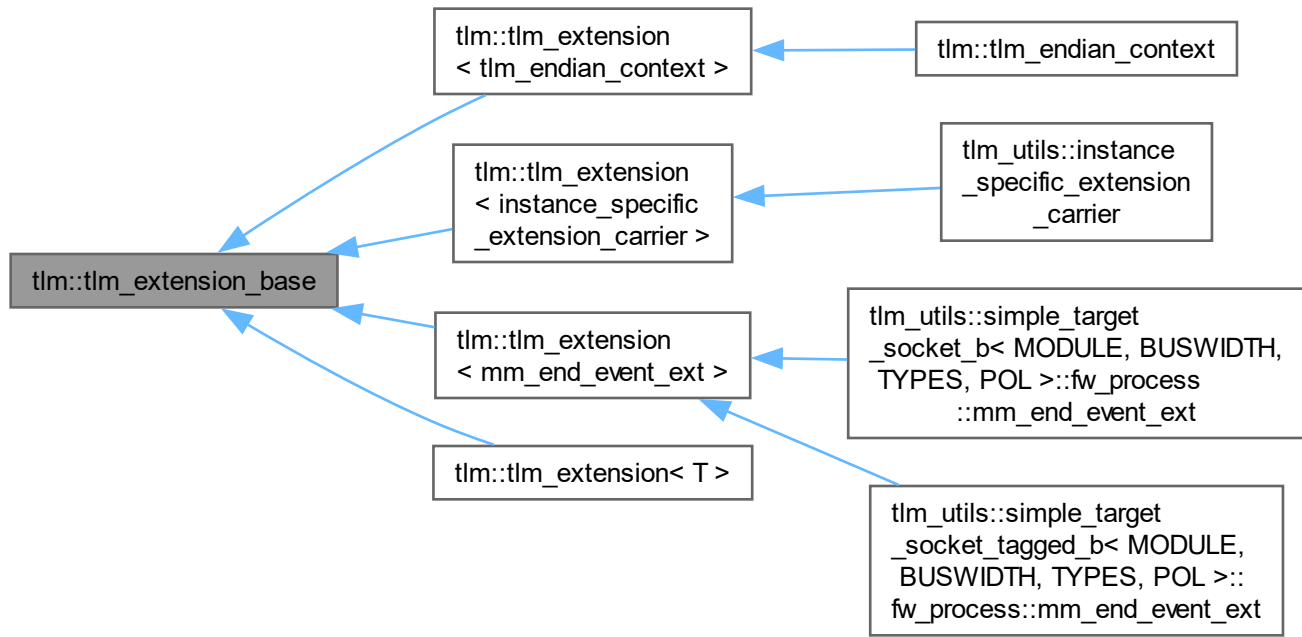 tlm::tlm_extension
< tlm_endian_context >
tlm::tlm_endian_context
tlm::tlm_extension
< instance_specific
_extension_carrier >
tlm_utils::instance
_specific_extension
_carrier
tlm::tlm_extension_base
tlm::tlm_extension
< mm_end_event_ext >
tlm_utils::simple_target
_socket_b< MODULE, BUSWIDTH,
TYPES, POL >::fw_process
::mm_end_event_ext
tlm::tlm_extension< T >
tlm_utils::simple_target
_socket_tagged_b< MODULE,
BUSWIDTH, TYPES, POL >::
fw_process::mm_end_event_ext